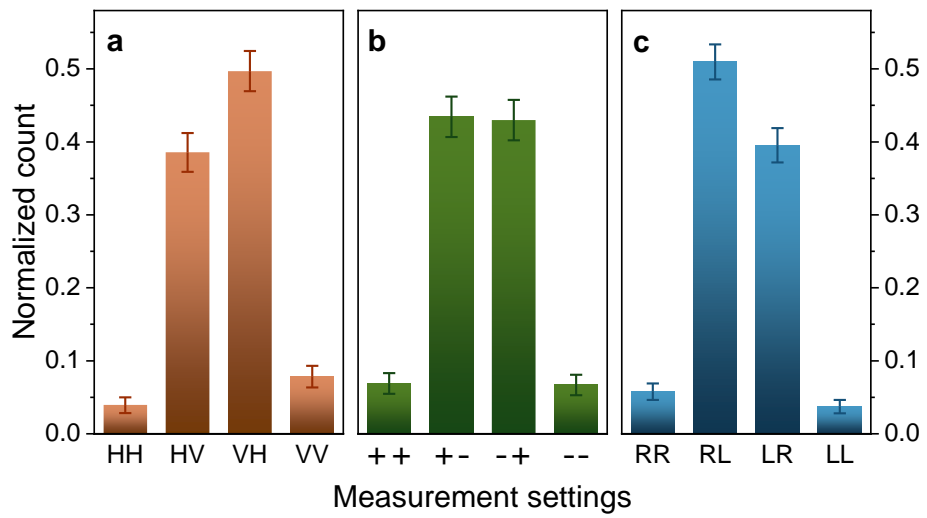 a b c
Normalized count
0.5 0.5
0.4 0.4
0.3 0.3
0.2 0.2
0.1 0.1
0.0 0.0
HH HV VH VV ++ +- -+ -- RR RL LR LL
Measurement settings